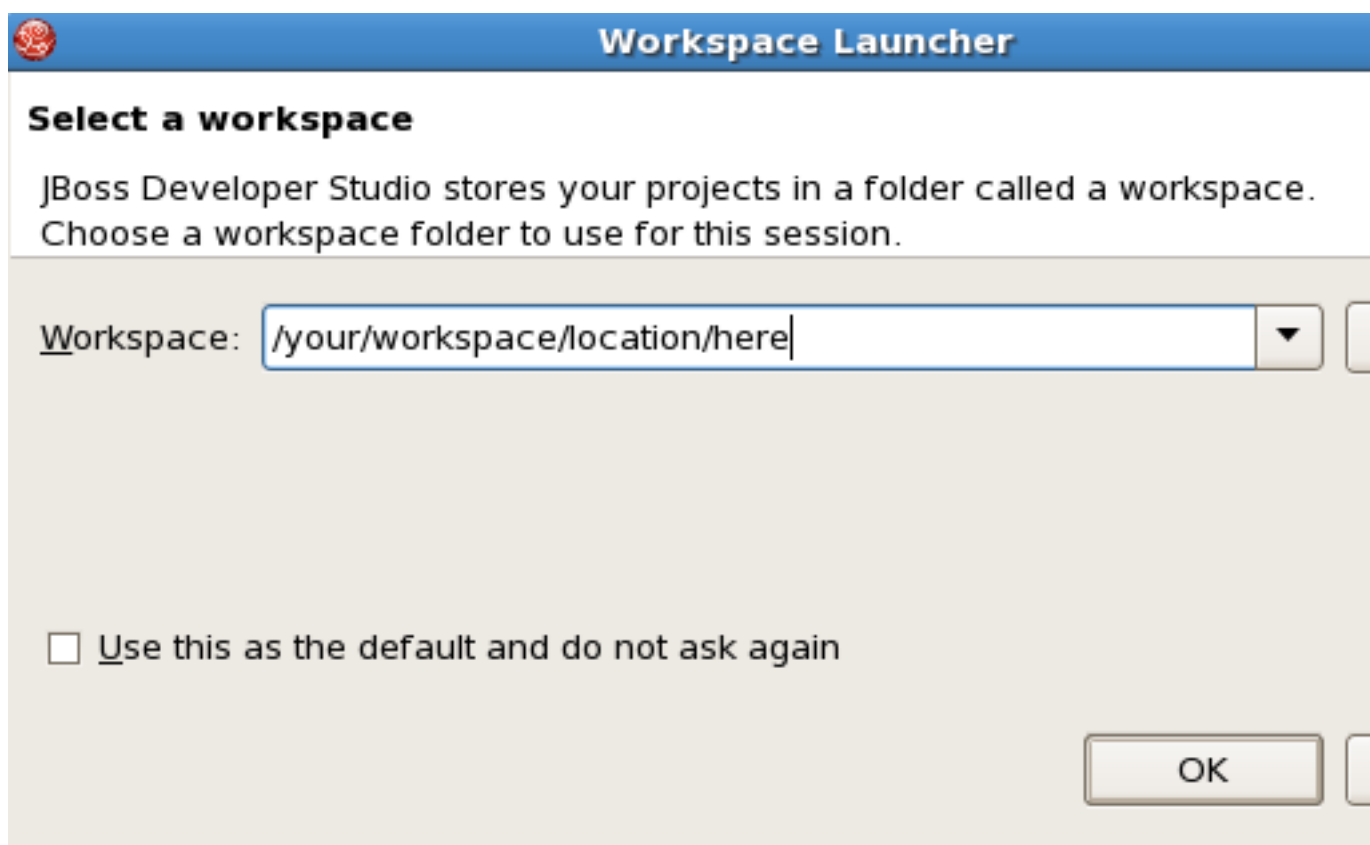 Workspace Launcher
Select a workspace
JBoss Developer Studio stores your projects in a folder called a workspace.
Choose a workspace folder to use for this session.
Workspace: /your/workspace/location/here
Use this as the default and do not ask again
OK